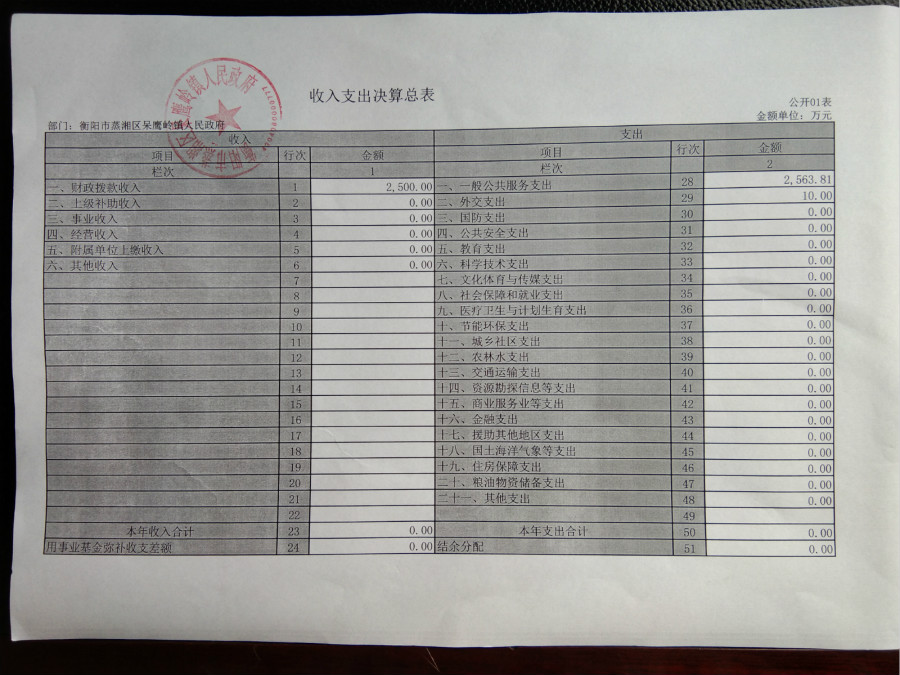 收入支出决算总表
公开01表
部门：衡阳市蒸湘区呆鹰岭镇人民政府 金额单位：万元
收入 支出
项目 行次 金额 项目 行次 金额
栏次 1 栏次 2
一、财政拨款收入 1 2,500.00 一、一般公共服务支出 28 2,563.81
二、上级补助收入 2 0.00 二、外交支出 29 10.00
三、事业收入 3 0.00 三、国防支出 30 0.00
四、经营收入 4 0.00 四、公共安全支出 31 0.00
五、附属单位上缴收入 5 0.00 五、教育支出 32 0.00
六、其他收入 6 0.00 六、科学技术支出 33 0.00
7 七、文化体育与传媒支出 34 0.00
8 八、社会保障和就业支出 35 0.00
9 九、医疗卫生与计划生育支出 36 0.00
10 十、节能环保支出 37 0.00
11 十一、城乡社区支出 38 0.00
12 十二、农林水支出 39 0.00
13 十三、交通运输支出 40 0.00
14 十四、资源勘探信息等支出 41 0.00
15 十五、商业服务业等支出 42 0.00
16 十六、金融支出 43 0.00
17 十七、援助其他地区支出 44 0.00
18 十八、国土海洋气象等支出 45 0.00
19 十九、住房保障支出 46 0.00
20 二十、粮油物资储备支出 47 0.00
21 二十一、其他支出 48 0.00
22 49
本年收入合计 23 0.00 本年支出合计 50 0.00
用事业基金弥补收支差额 24 0.00 结余分配 51 0.00